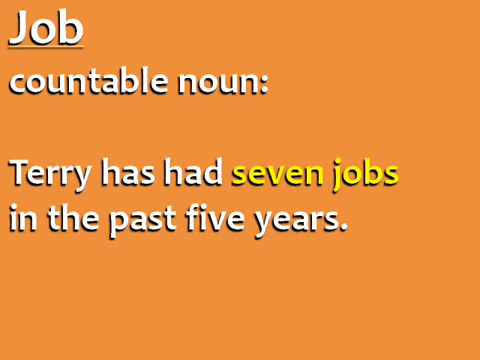 Job
countable noun:
Terry has had seven jobs
in the past five years.